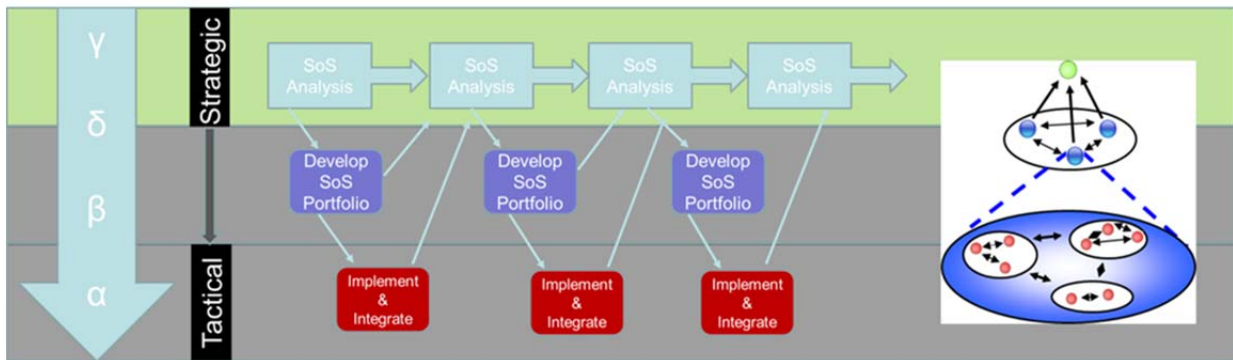 γ
δ
β
α
Strategic
Tactical
SoS
Analysis
SoS
Analysis
SoS
Analysis
SoS
Analysis
Develop
SoS
Portfolio
Develop
SoS
Portfolio
Develop
SoS
Portfolio
Implement
&
Integrate
Implement
&
Integrate
Implement
&
Integrate